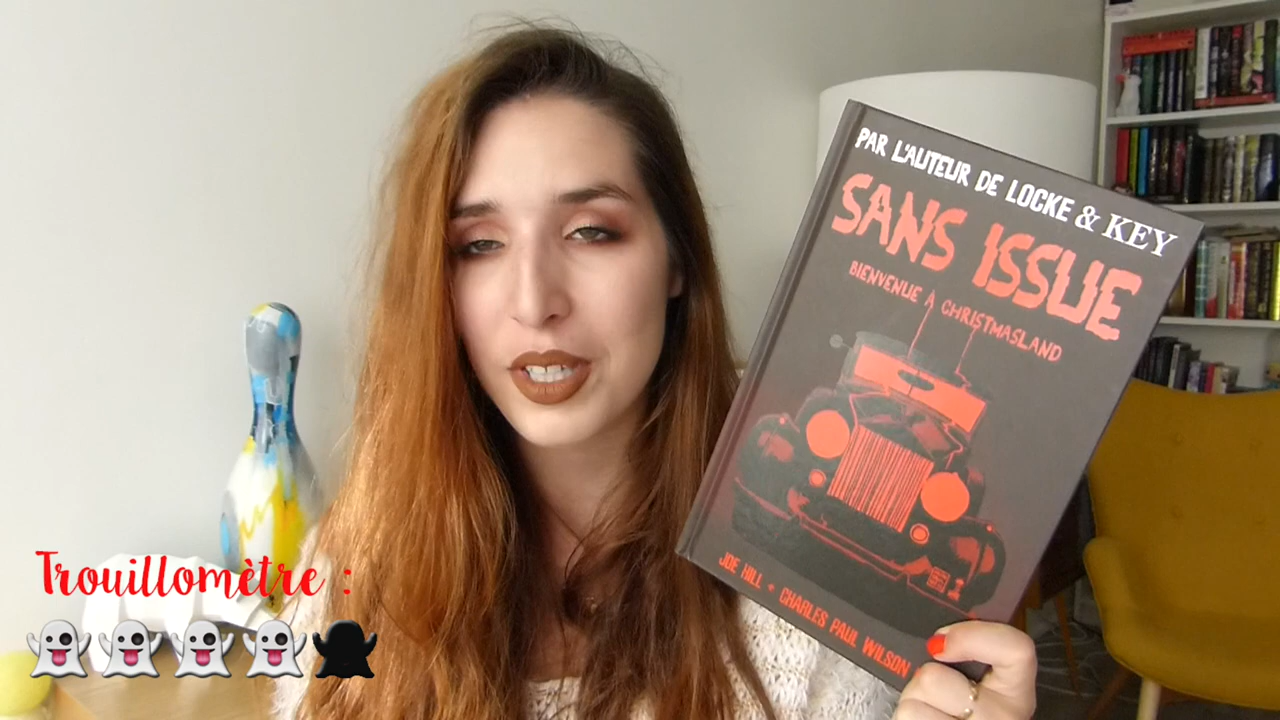 PAR L'AUTEUR DE LOCKE & KEY
SANS ISSUE
BIENVENUE À CHRISTMASLAND
JOE HILL + CHARLES PAUL WILSON
Trouillomètre :